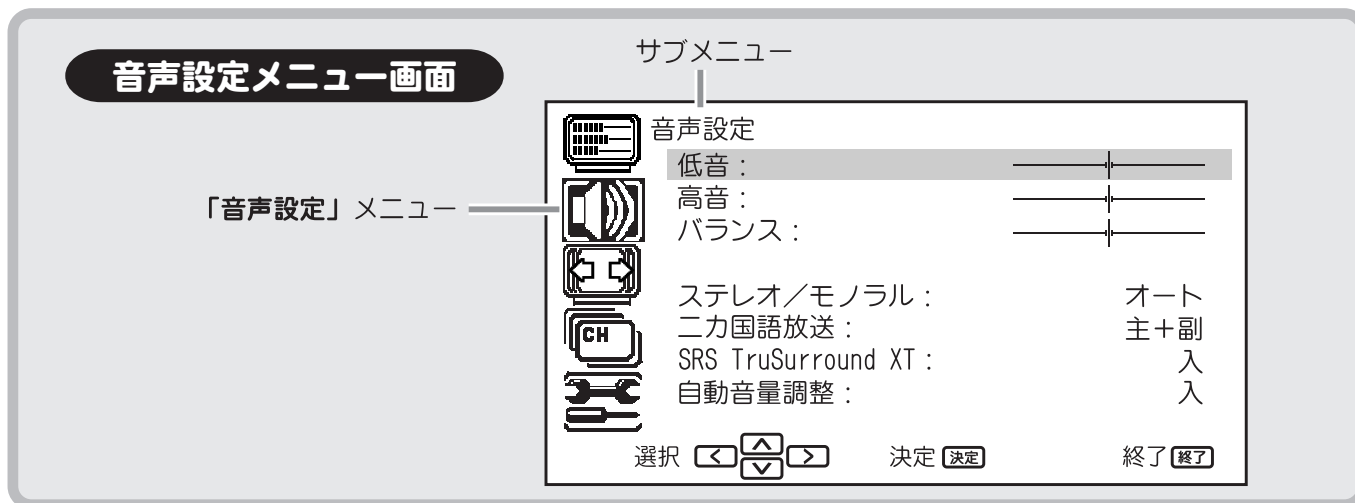 サブメニュー
音声設定メニュー画面
音声設定
低音：
高音：
「音声設定」メニュー
バランス：
ステレオ／モノラル： オート
二カ国語放送： 主＋副
CH
SRS TruSurround XT： 入
自動音量調整： 入
選択 決定 決定 終了 終了